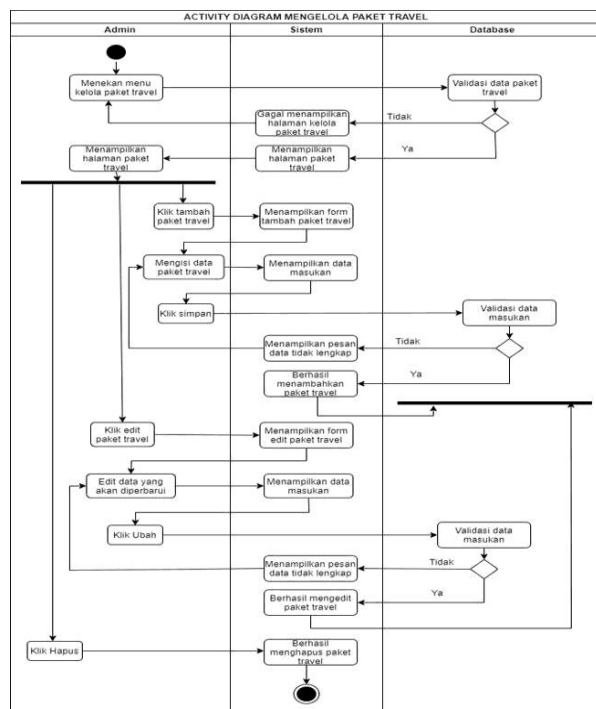 ACTIVITY DIAGRAM MENGELOLA PAKET TRAVEL
Admin
Sistem
Database
Menekan menu
kelola paket travel
Validasi data paket
travel
Gagal menampilkan
halaman kelola
paket travel
Tidak
Menampilkan
halaman paket
travel
Menampilkan
halaman paket
travel
Ya
Klik tambah
paket travel
Menampilkan form
tambah paket travel
Mengisi data
paket travel
Menampilkan data
masukan
Klik simpan
Validasi data
masukan
Menampilkan pesan
data tidak lengkap
Tidak
Berhasil
menambahkan
paket travel
Ya
Klik edit
paket travel
Menampilkan form
edit paket travel
Edit data yang
akan diperbarui
Menampilkan data
masukan
Klik Ubah
Validasi data
masukan
Menampilkan pesan
data tidak lengkap
Tidak
Berhasil mengedit
paket travel
Ya
Klik Hapus
Berhasil
menghapus paket
travel